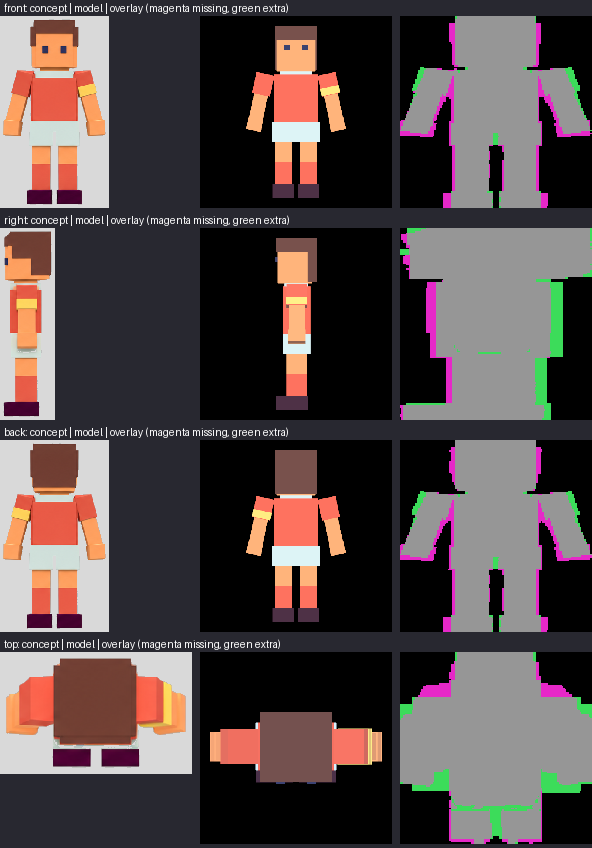 front: concept | model | overlay (magenta missing, green extra)
right: concept | model | overlay (magenta missing, green extra)
back: concept | model | overlay (magenta missing, green extra)
top: concept | model | overlay (magenta missing, green extra)